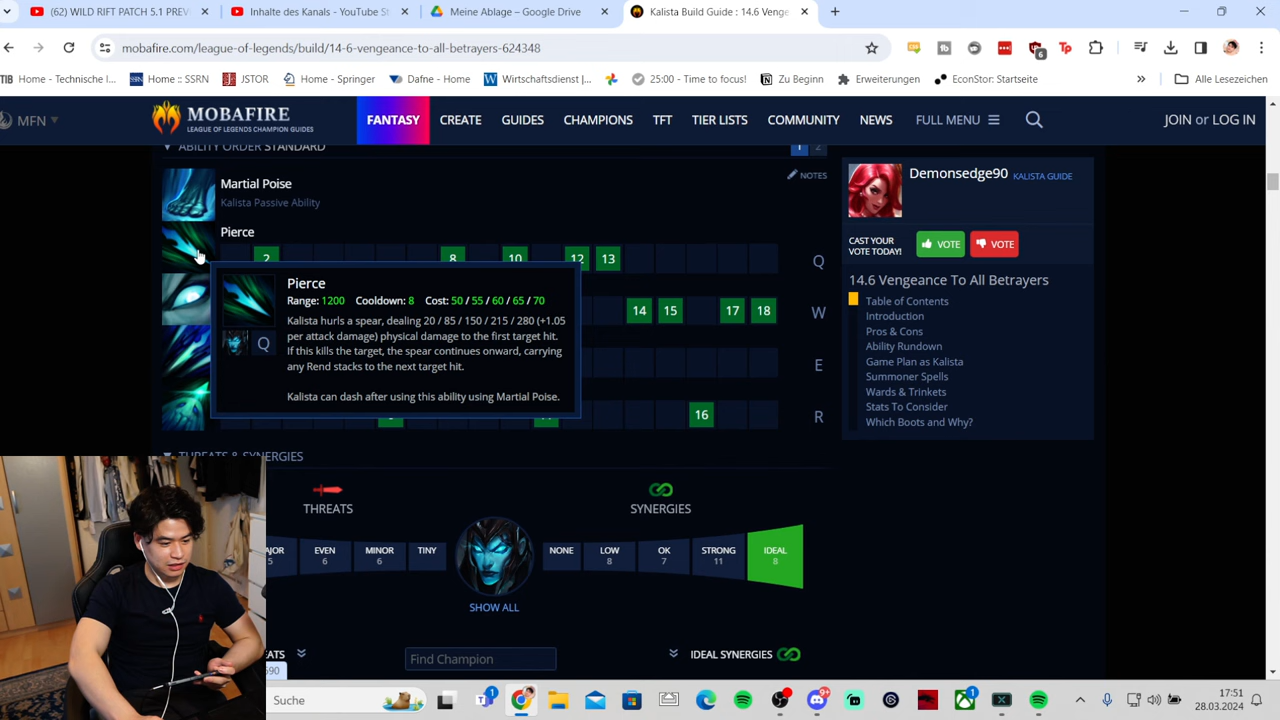 (62) WILD RIFT PATCH 5.1 PREV
Inhalte des Kanals - YouTube St
Meine Ablage – Google Drive
Kalista Build Guide : 14.6 Venge
mobafire.com/league-of-legends/build/14-6-vengeance-to-all-betrayers-624348
TIB Home - Technische I...
Home :: SSRN
JSTOR
Home - Springer
Dafne - Home
Wirtschaftsdienst |...
25:00 - Time to focus!
Zu Beginn
Erweiterungen
EconStor: Startseite
Alle Lesezeichen
MFN
MOBAFIRE
LEAGUE OF LEGENDS CHAMPION GUIDES
FANTASY
CREATE
GUIDES
CHAMPIONS
TFT
TIER LISTS
COMMUNITY
NEWS
FULL MENU
JOIN or LOG IN
ABILITY ORDER STANDARD
1 2
Martial Poise
Kalista Passive Ability
NOTES
Pierce
2 8 10 12 13 Q
14 15 17 18 W
E
16 R
Pierce
Range: 1200 Cooldown: 8 Cost: 50 / 55 / 60 / 65 / 70
Q
Kalista hurls a spear, dealing 20 / 85 / 150 / 215 / 280 (+1.05
per attack damage) physical damage to the first target hit.
If this kills the target, the spear continues onward, carrying
any Rend stacks to the next target hit.
Kalista can dash after using this ability using Martial Poise.
Demonsedge90 KALISTA GUIDE
CAST YOUR
VOTE TODAY!
VOTE
VOTE
14.6 Vengeance To All Betrayers
Table of Contents
Introduction
Pros & Cons
Ability Rundown
Game Plan as Kalista
Summoner Spells
Wards & Trinkets
Stats To Consider
Which Boots and Why?
THREATS & SYNERGIES
THREATS
SYNERGIES
AJOR
5
EVEN
6
MINOR
6
TINY
NONE
LOW
8
OK
7
STRONG
11
IDEAL
8
SHOW ALL
EATS
Find Champion
IDEAL SYNERGIES
590
Suche
1
9+
1
17:51
28.03.2024